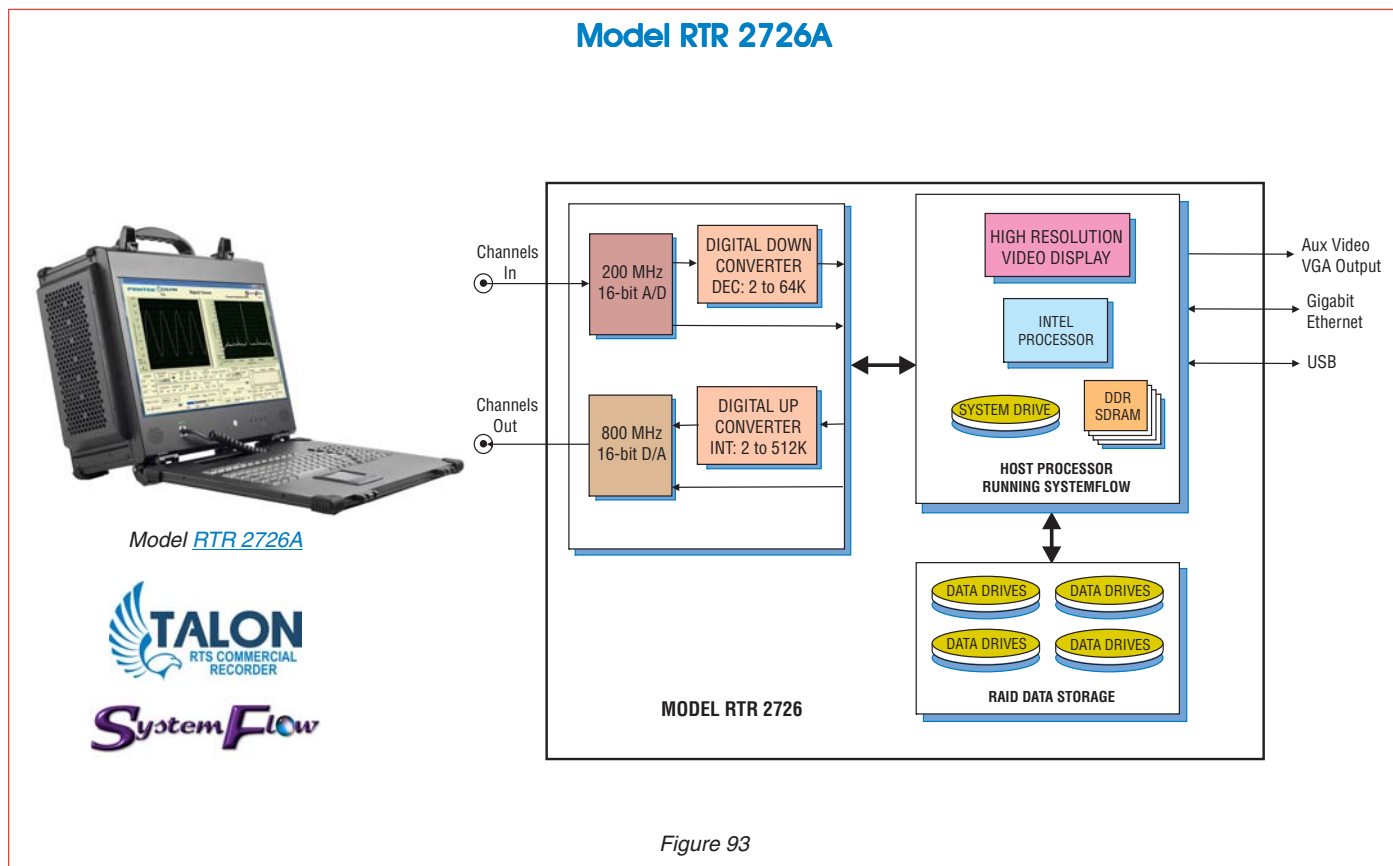 Model RTR 2726A
PENTEK TALON
Model RTR 2726A
TALON
RTS COMMERCIAL
RECORDER
SystemFlow
Channels
In
Channels
Out
200 MHz
16-bit A/D
DIGITAL DOWN
CONVERTER
DEC: 2 to 64K
800 MHz
16-bit D/A
DIGITAL UP
CONVERTER
INT: 2 to 512K
HIGH RESOLUTION
VIDEO DISPLAY
INTEL
PROCESSOR
SYSTEM DRIVE
DDR
SDRAM
HOST PROCESSOR
RUNNING SYSTEMFLOW
Aux Video
VGA Output
Gigabit
Ethernet
USB
DATA DRIVES
DATA DRIVES
DATA DRIVES
DATA DRIVES
RAID DATA STORAGE
MODEL RTR 2726
Figure 93